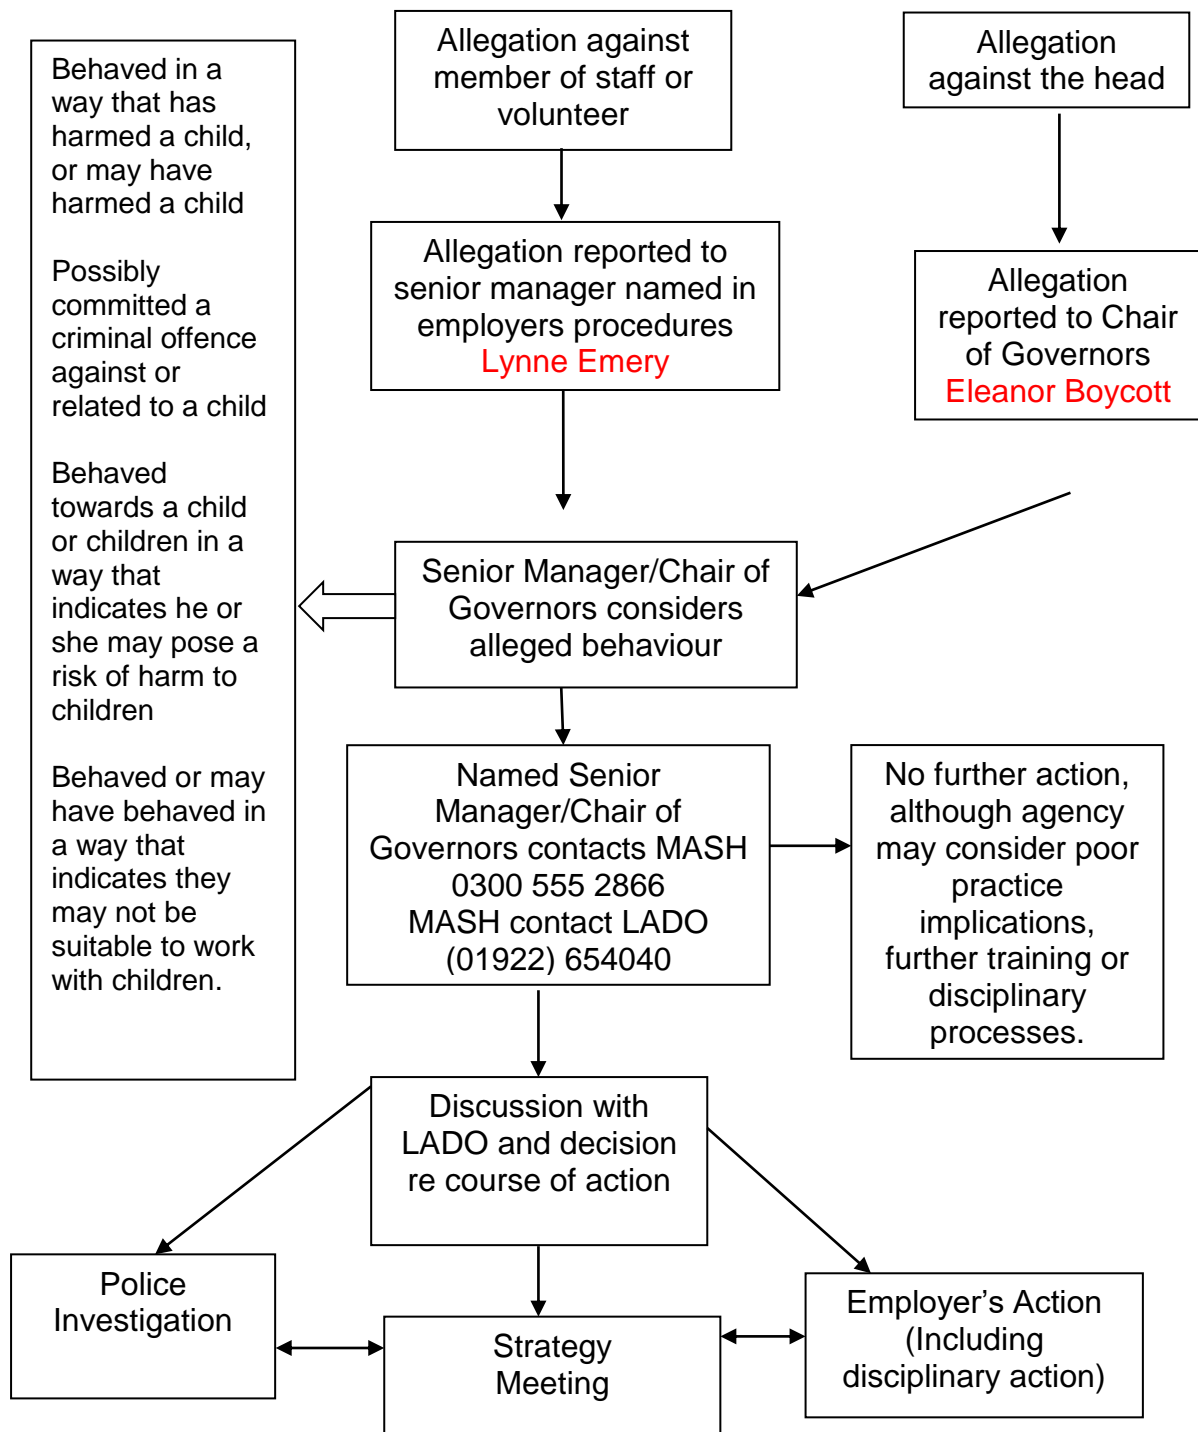 Behaved in a
way that has
harmed a child,
or may have
harmed a child
Possibly
committed a
criminal offence
against or
related to a child
Behaved
towards a child
or children in a
way that
indicates he or
she may pose a
risk of harm to
children
Behaved or may
have behaved in
a way that
indicates they
may not be
suitable to work
with children.
Allegation against
member of staff or
volunteer
Allegation
against the head
Allegation reported to
senior manager named in
employers procedures
Lynne Emery
Allegation
reported to Chair
of Governors
Eleanor Boycott
Senior Manager/Chair of
Governors considers
alleged behaviour
Named Senior
Manager/Chair of
Governors contacts MASH
0300 555 2866
MASH contact LADO
(01922) 654040
No further action,
although agency
may consider poor
practice
implications,
further training or
disciplinary
processes.
Discussion with
LADO and decision
re course of action
Police
Investigation
Strategy
Meeting
Employer’s Action
(Including
disciplinary action)